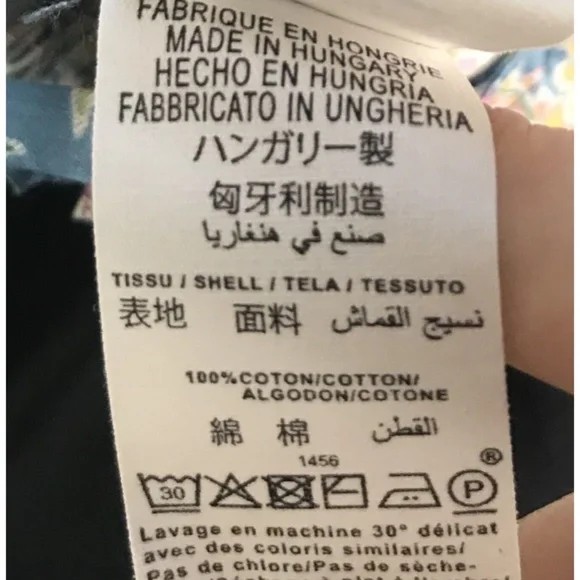 FABRIQUE EN HONGRIE
MADE IN HUNGARY
HECHO EN HUNGRIA
FABBRICATO IN UNGHERIA
ハンガリー製
匈牙利制造
صنع في هنغاريا
TISSU / SHELL / TELA / TESSUTO
表地 面料 نسيج القماش
100%COTON/COTTON/
ALGODON/COTONE
綿 棉 القطن
1456
®
30 P
Lavage en machine 30° délicat
avec des coloris similaires/
Pas de chlore/Pas de sèche-